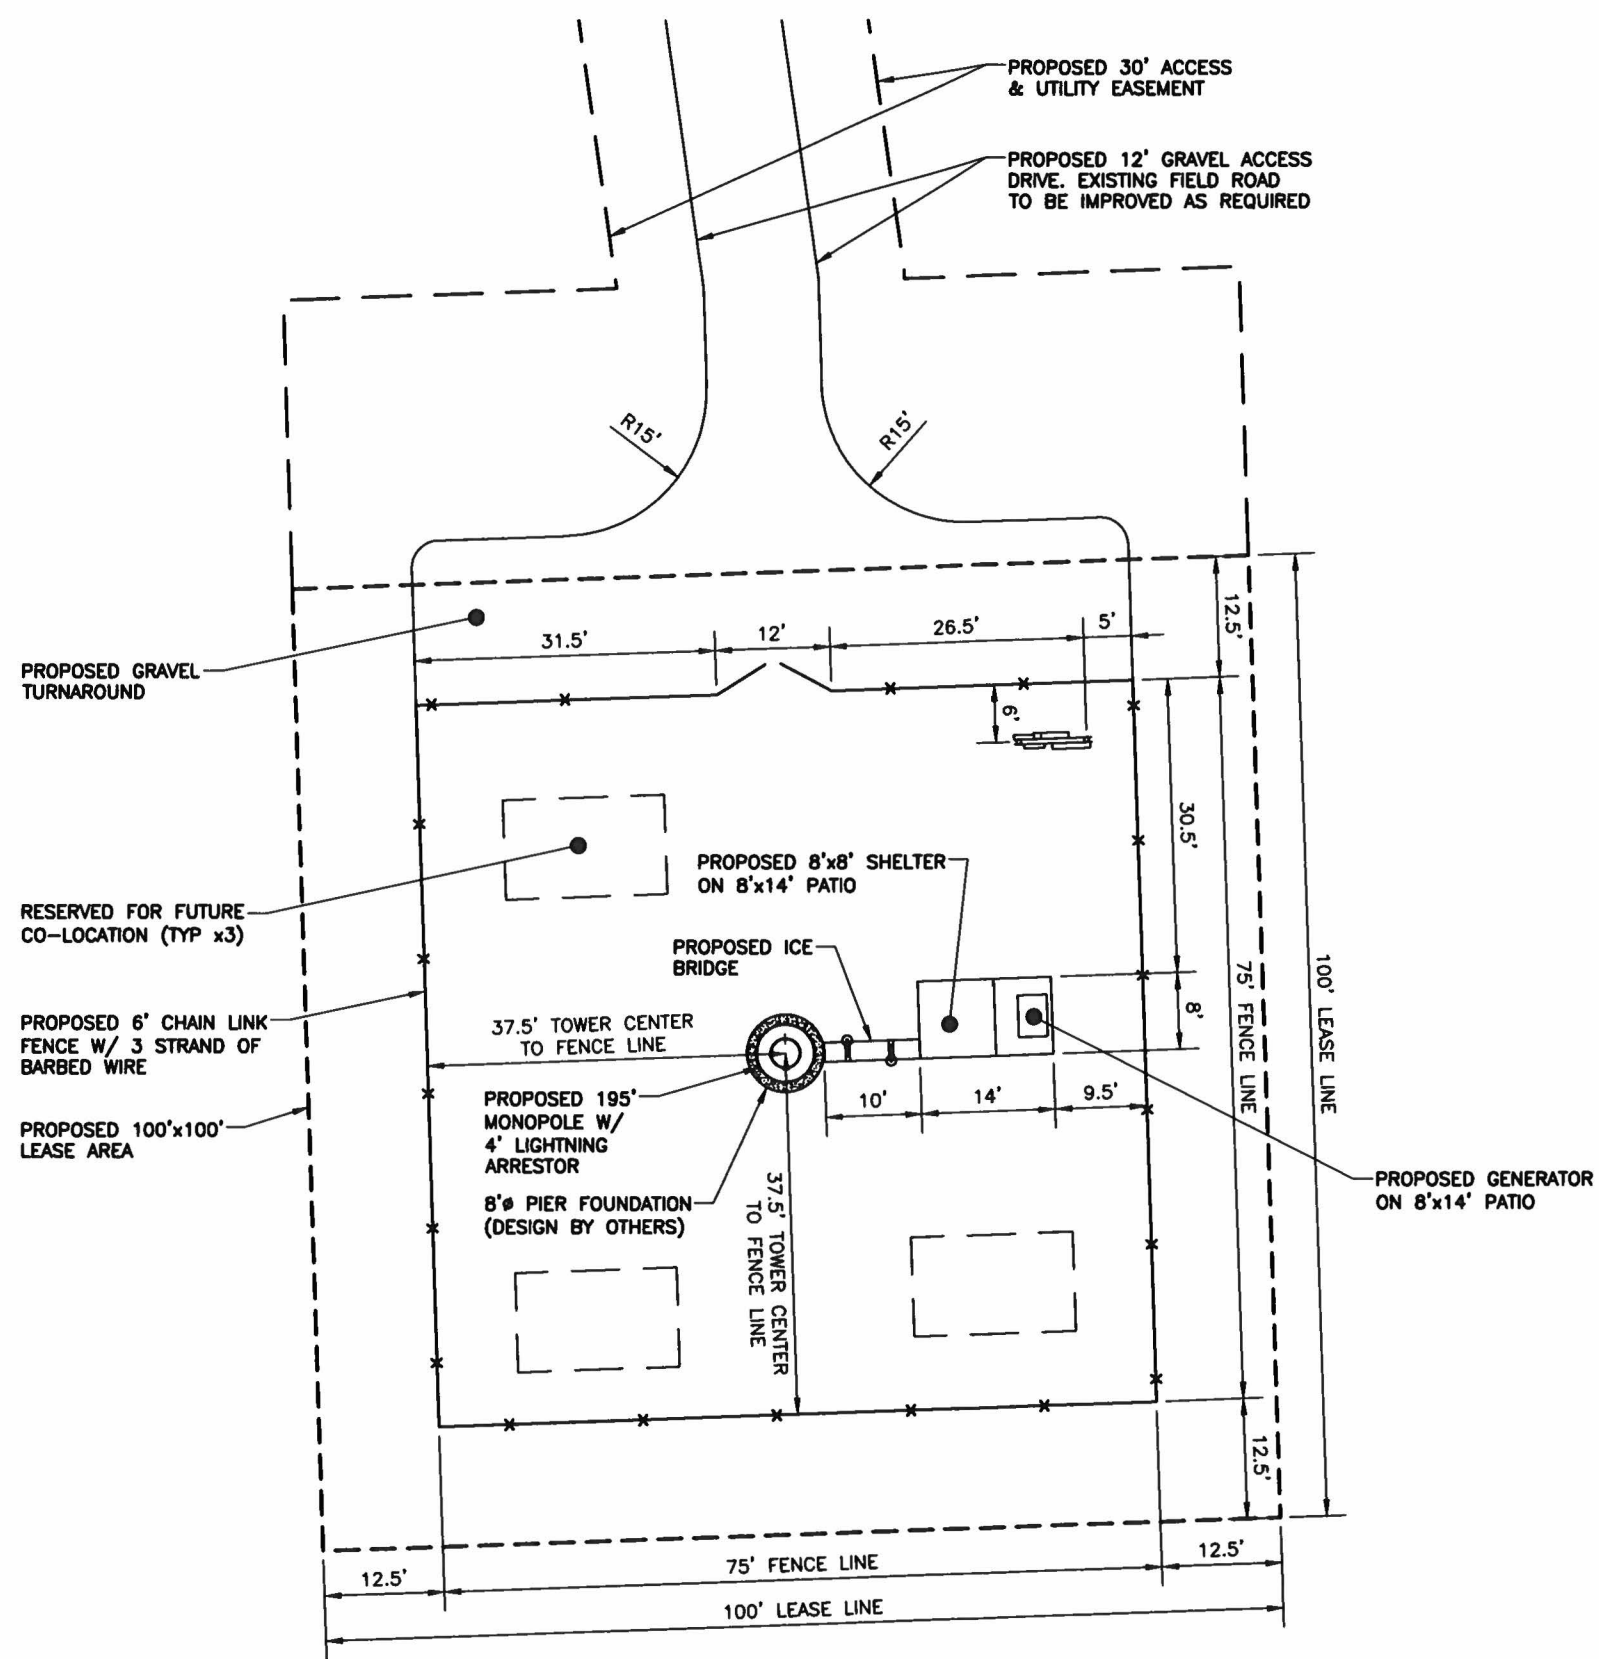 PROPOSED 30' ACCESS
& UTILITY EASEMENT
PROPOSED 12' GRAVEL ACCESS
DRIVE. EXISTING FIELD ROAD
TO BE IMPROVED AS REQUIRED
R15'
R15'
12.5'
31.5'
12'
26.5'
5'
PROPOSED GRAVEL
TURNAROUND
6'
30.5'
PROPOSED 8'x8' SHELTER
ON 8'x14' PATIO
RESERVED FOR FUTURE
CO-LOCATION (TYP x3)
PROPOSED ICE
BRIDGE
75' FENCE LINE
100' LEASE LINE
8'
PROPOSED 6' CHAIN LINK
FENCE W/ 3 STRAND OF
BARBED WIRE
37.5' TOWER CENTER
TO FENCE LINE
PROPOSED 195'
MONOPOLE W/
4' LIGHTNING
ARRESTOR
10'
14'
9.5'
PROPOSED 100'x100'
LEASE AREA
8'ø PIER FOUNDATION
(DESIGN BY OTHERS)
37.5' TOWER CENTER
TO FENCE LINE
PROPOSED GENERATOR
ON 8'x14' PATIO
12.5'
12.5'
75' FENCE LINE
12.5'
100' LEASE LINE